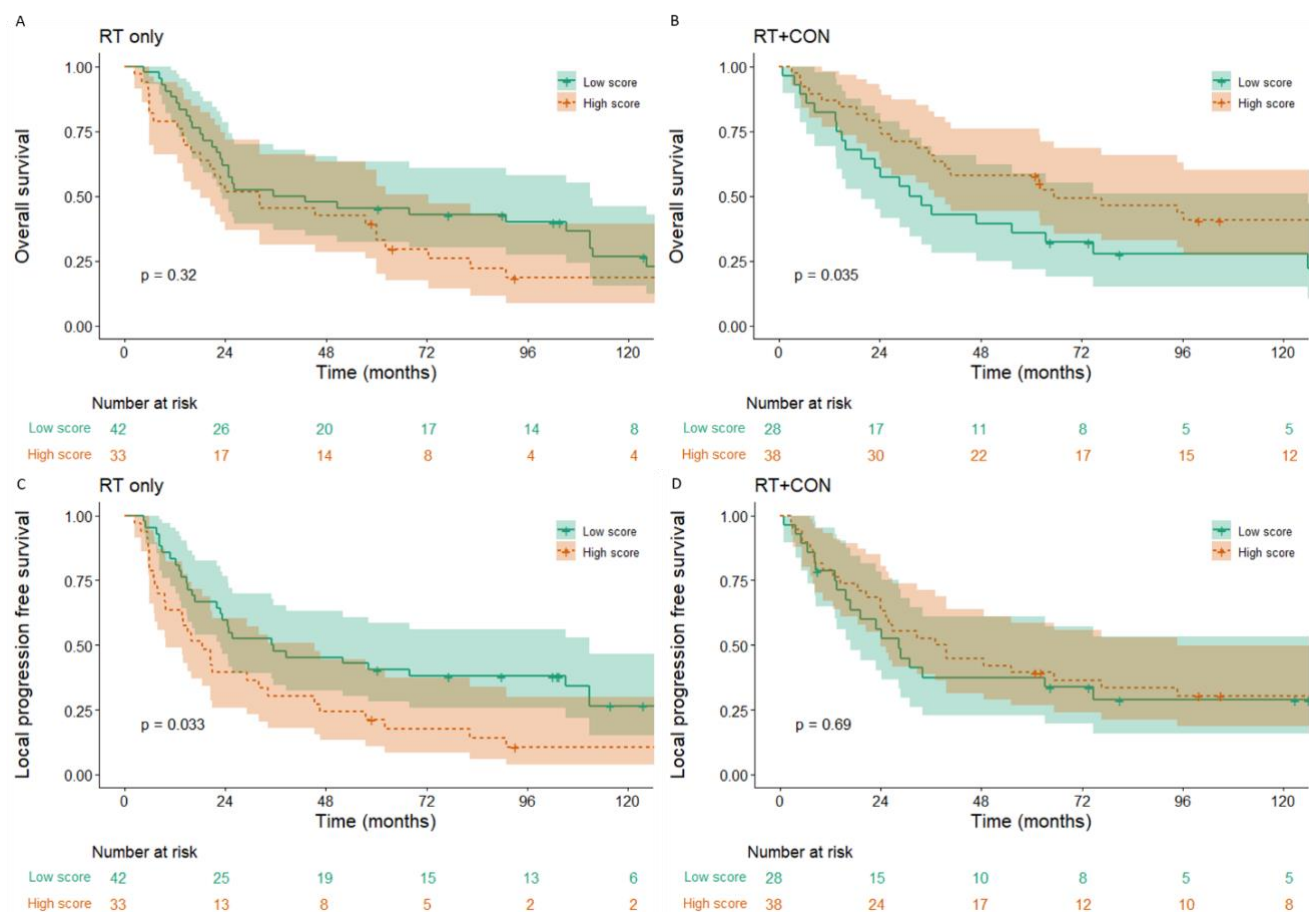 A
RT only
1.00
0.75
0.50
0.25
0.00
Overall survival
Low score
High score
p = 0.32
0 24 48 72 96 120
Time (months)
Number at risk
Low score 42 26 20 17 14 8
High score 33 17 14 8 4 4
B
RT+CON
1.00
0.75
0.50
0.25
0.00
Overall survival
Low score
High score
p = 0.035
0 24 48 72 96 120
Time (months)
Number at risk
Low score 28 17 11 8 5 5
High score 38 30 22 17 15 12
C
RT only
1.00
0.75
0.50
0.25
0.00
Local progression free survival
Low score
High score
p = 0.033
0 24 48 72 96 120
Time (months)
Number at risk
Low score 42 25 19 15 13 6
High score 33 13 8 5 2 2
D
RT+CON
1.00
0.75
0.50
0.25
0.00
Local progression free survival
Low score
High score
p = 0.69
0 24 48 72 96 120
Time (months)
Number at risk
Low score 28 15 10 8 5 5
High score 38 24 17 12 10 8